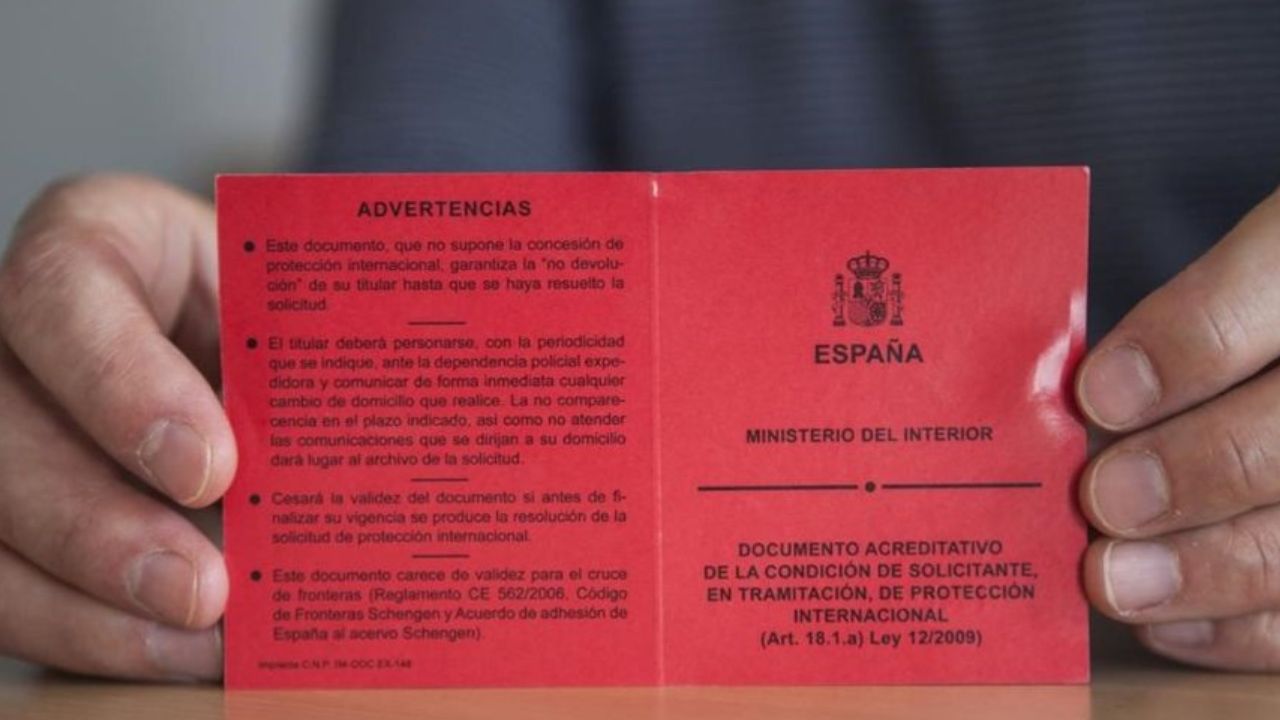 ADVERTENCIAS
● Este documento, que no supone la concesión de
protección internacional, garantiza la "no devolu-
ción" de su titular hasta que se haya resuelto la
solicitud.
● El titular deberá personarse, con la periodicidad
que se indique, ante la dependencia policial expe-
didora y comunicar de forma inmediata cualquier
cambio de domicilio que realice. La no compare-
cencia en el plazo indicado, así como no atender
las comunicaciones que se dirijan a su domicilio
dará lugar al archivo de la solicitud.
● Cesará la validez del documento si antes de fi-
nalizar su vigencia se produce la resolución de la
solicitud de protección internacional.
● Este documento carece de validez para el cruce
de fronteras (Reglamento CE 562/2006, Código
de Fronteras Schengen y Acuerdo de adhesión de
España al acervo Schengen).
C.N.P.
ESPAÑA
MINISTERIO DEL INTERIOR
DOCUMENTO ACREDITATIVO
DE LA CONDICIÓN DE SOLICITANTE,
EN TRAMITACIÓN, DE PROTECCIÓN
INTERNACIONAL
(Art. 18.1.a) Ley 12/2009)